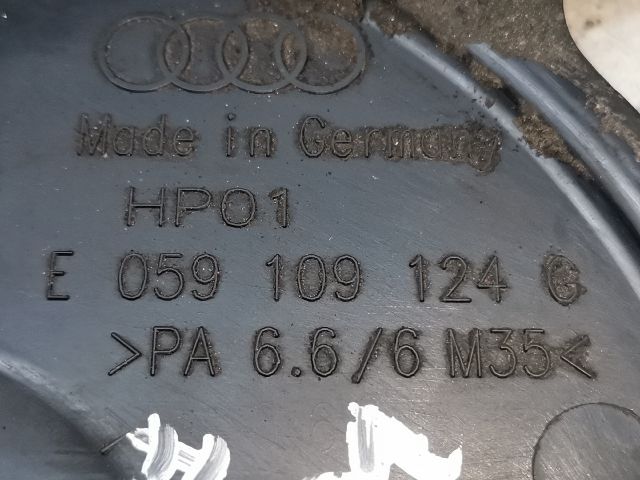 Made in Germany
HP01
E 059 109 124 G
>PA 6.6/6 M35<